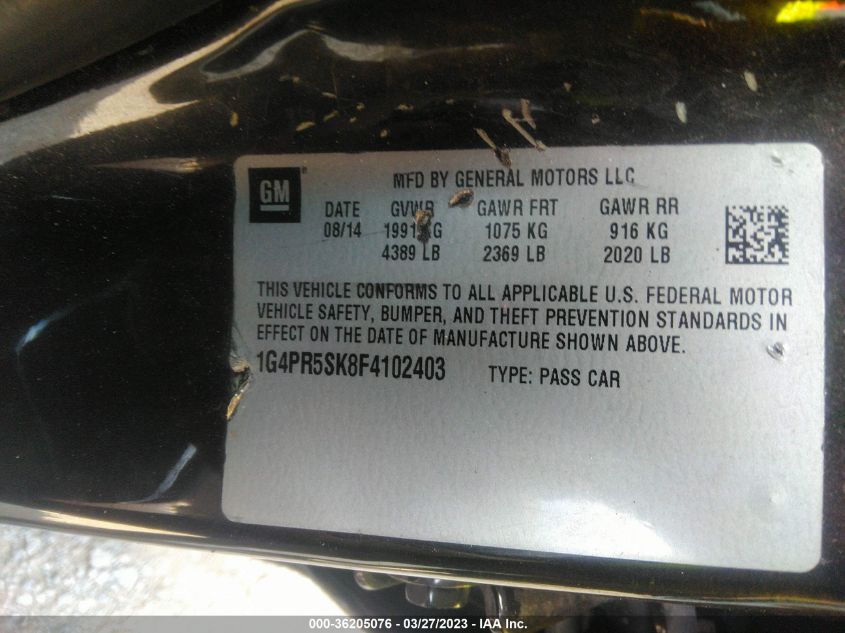 GM
MFD BY GENERAL MOTORS LLC
DATE GVWR GAWR FRT GAWR RR
08/14 1991 KG 1075 KG 916 KG
4389 LB 2369 LB 2020 LB
THIS VEHICLE CONFORMS TO ALL APPLICABLE U.S. FEDERAL MOTOR
VEHICLE SAFETY, BUMPER, AND THEFT PREVENTION STANDARDS IN
EFFECT ON THE DATE OF MANUFACTURE SHOWN ABOVE.
1G4PR5SK8F4102403 TYPE: PASS CAR
000-36205076 - 03/27/2023 - IAA Inc.